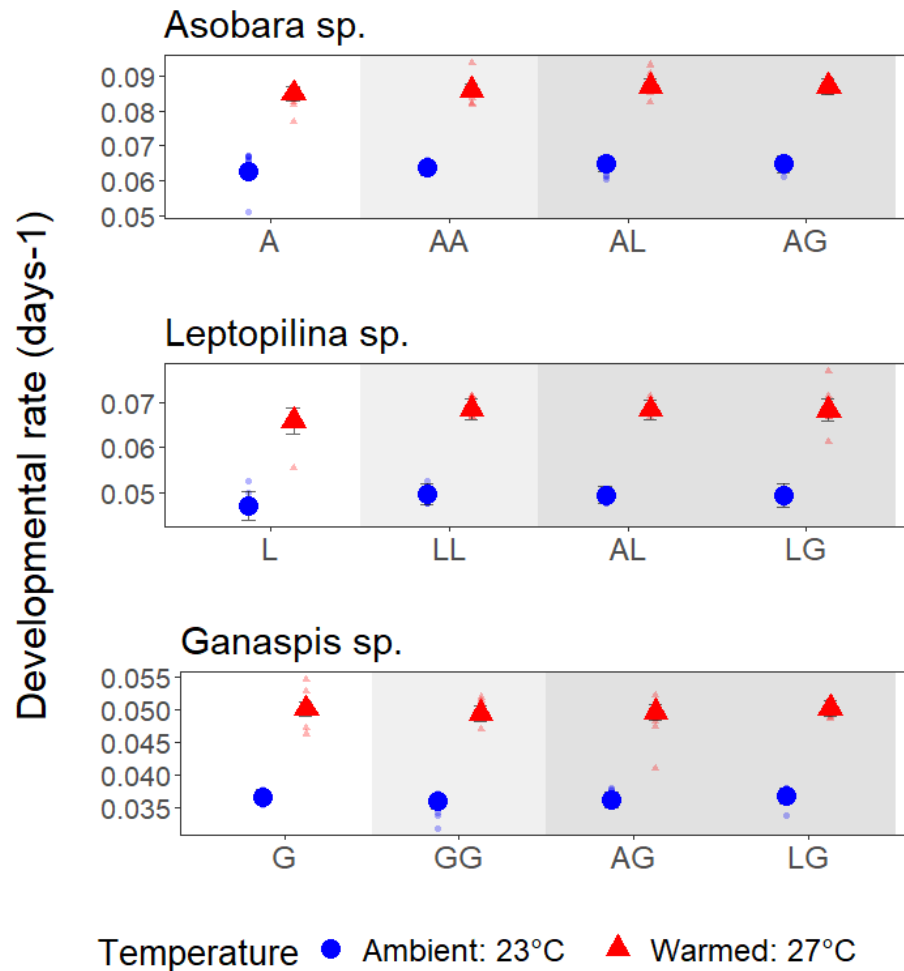 Asobara sp.
0.09
0.08
0.07
0.06
0.05
A AA AL AG
Developmental rate (days-1)
Leptopilina sp.
0.07
0.06
0.05
L LL AL LG
Ganaspis sp.
0.055
0.050
0.045
0.040
0.035
G GG AG LG
Temperature Ambient: 23°C Warmed: 27°C